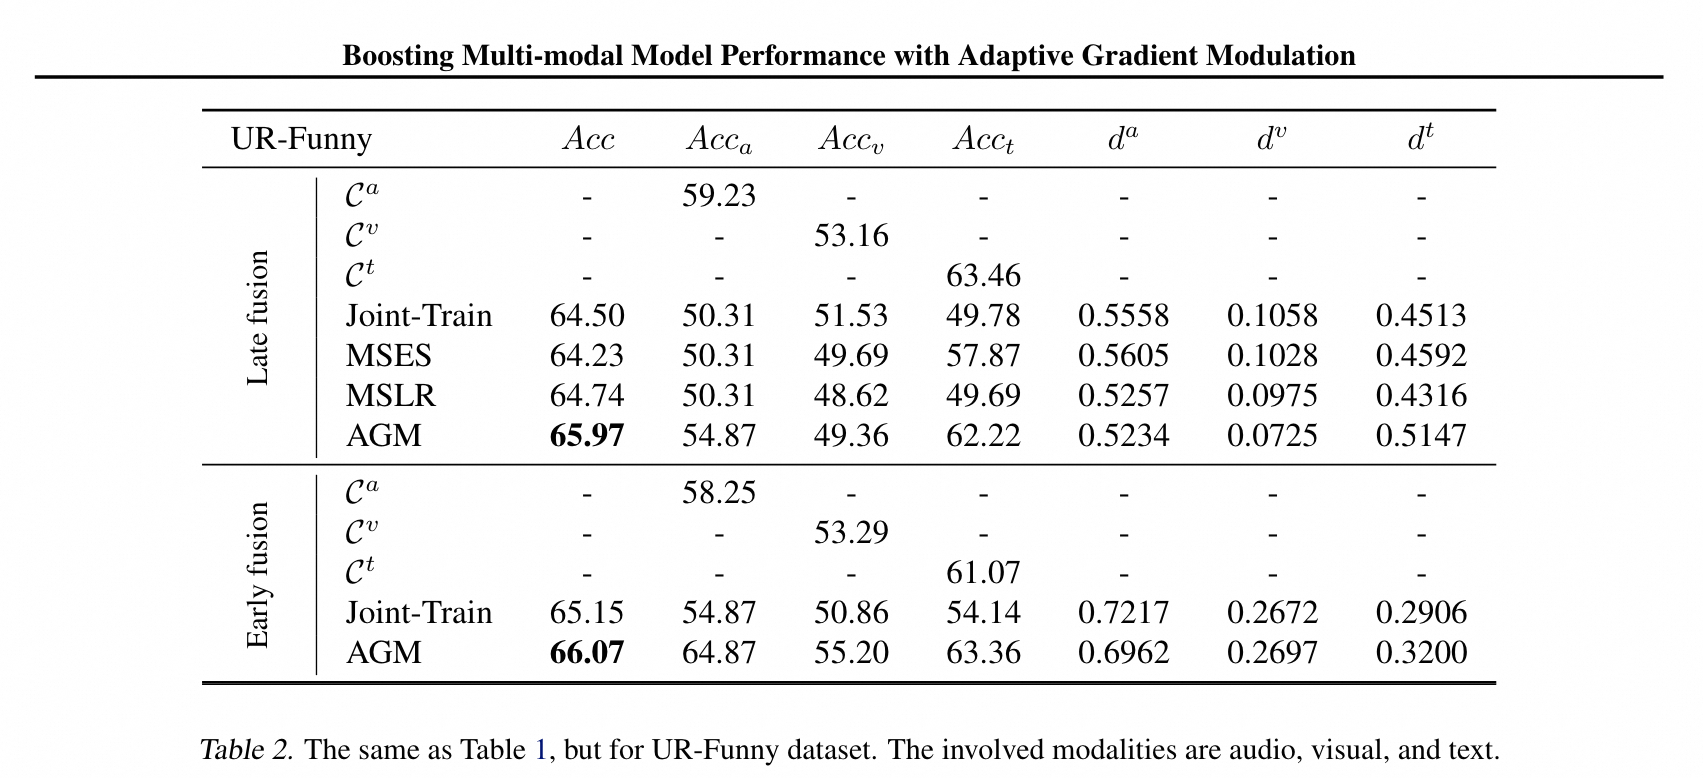 Boosting Multi-modal Model Performance with Adaptive Gradient Modulation
UR-Funny Acc Acc_a Acc_v Acc_t d^a d^v d^t
Late fusion
C^a - 59.23 - - - - -
C^v - - 53.16 - - - -
C^t - - - 63.46 - - -
Joint-Train 64.50 50.31 51.53 49.78 0.5558 0.1058 0.4513
MSES 64.23 50.31 49.69 57.87 0.5605 0.1028 0.4592
MSLR 64.74 50.31 48.62 49.69 0.5257 0.0975 0.4316
AGM 65.97 54.87 49.36 62.22 0.5234 0.0725 0.5147
Early fusion
C^a - 58.25 - - - - -
C^v - - 53.29 - - - -
C^t - - - 61.07 - - -
Joint-Train 65.15 54.87 50.86 54.14 0.7217 0.2672 0.2906
AGM 66.07 64.87 55.20 63.36 0.6962 0.2697 0.3200
Table 2. The same as Table 1, but for UR-Funny dataset. The involved modalities are audio, visual, and text.